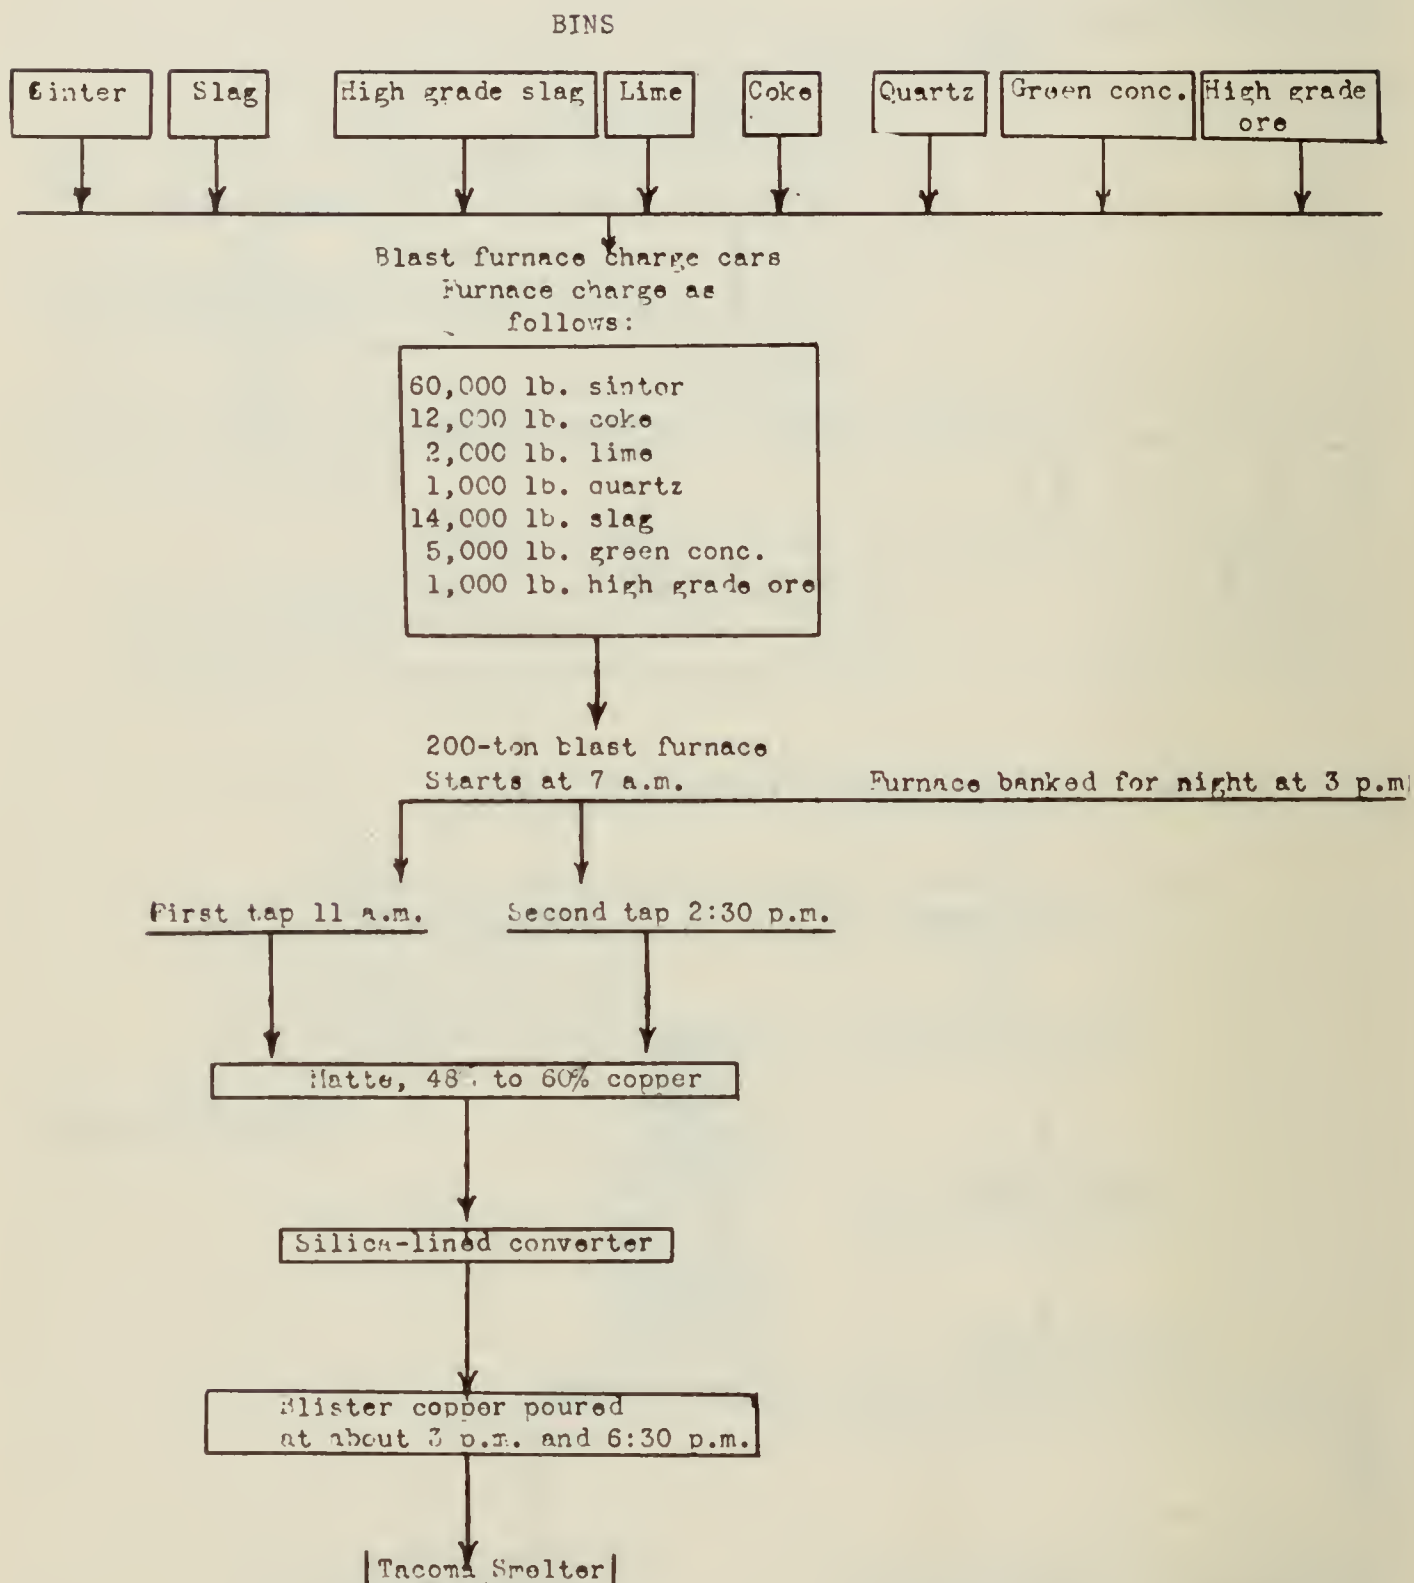 BINS
Sinter Slag High grade slag Lime Coke Quartz Green conc. High grade
ore
Blast furnace charge cars
Furnace charge as
follows:
60,000 lb. sinter
12,000 lb. coke
2,000 lb. lime
1,000 lb. quartz
14,000 lb. slag
5,000 lb. green conc.
1,000 lb. high grade ore
200-ton blast furnace
Starts at 7 a.m. Furnace banked for night at 3 p.m.
First tap 11 a.m. Second tap 2:30 p.m.
Matte, 48% to 60% copper
Silica-lined converter
Blister copper poured
at about 3 p.m. and 6:30 p.m.
Tacoma Smelter